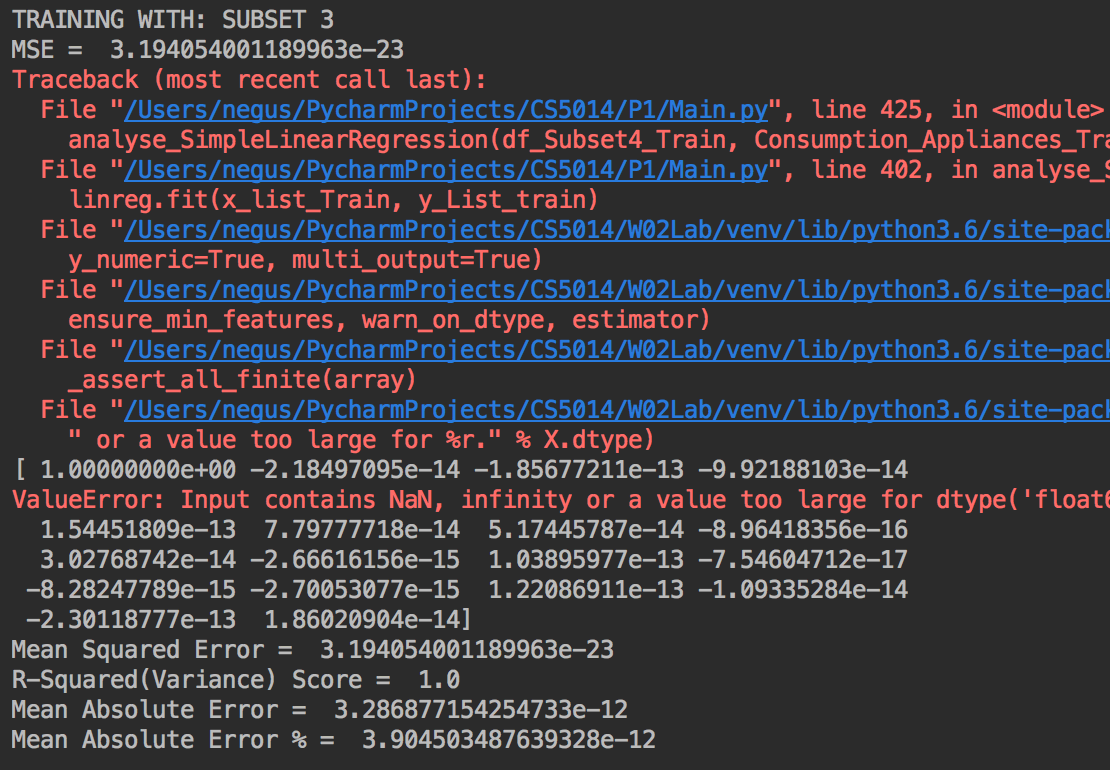 TRAINING WITH: SUBSET 3
MSE =  3.194054001189963e-23
Traceback (most recent call last):
  File "/Users/negus/PycharmProjects/CS5014/P1/Main.py", line 425, in <module>
    analyse_SimpleLinearRegression(df_Subset4_Train, Consumption_Appliances_Tra
  File "/Users/negus/PycharmProjects/CS5014/P1/Main.py", line 402, in analyse_S
    linreg.fit(x_list_Train, y_List_train)
  File "/Users/negus/PycharmProjects/CS5014/W02Lab/venv/lib/python3.6/site-pack
    y_numeric=True, multi_output=True)
  File "/Users/negus/PycharmProjects/CS5014/W02Lab/venv/lib/python3.6/site-pack
    ensure_min_features, warn_on_dtype, estimator)
  File "/Users/negus/PycharmProjects/CS5014/W02Lab/venv/lib/python3.6/site-pack
    _assert_all_finite(array)
  File "/Users/negus/PycharmProjects/CS5014/W02Lab/venv/lib/python3.6/site-pack
    " or a value too large for %r." % X.dtype)
[ 1.00000000e+00 -2.18497095e-14 -1.85677211e-13 -9.92188103e-14
ValueError: Input contains NaN, infinity or a value too large for dtype('float6
  1.54451809e-13  7.79777718e-14  5.17445787e-14 -8.96418356e-16
  3.02768742e-14 -2.66616156e-15  1.03895977e-13 -7.54604712e-17
 -8.28247789e-15 -2.70053077e-15  1.22086911e-13 -1.09335284e-14
 -2.30118777e-13  1.86020904e-14]
Mean Squared Error =  3.194054001189963e-23
R-Squared(Variance) Score =  1.0
Mean Absolute Error =  3.286877154254733e-12
Mean Absolute Error % =  3.904503487639328e-12